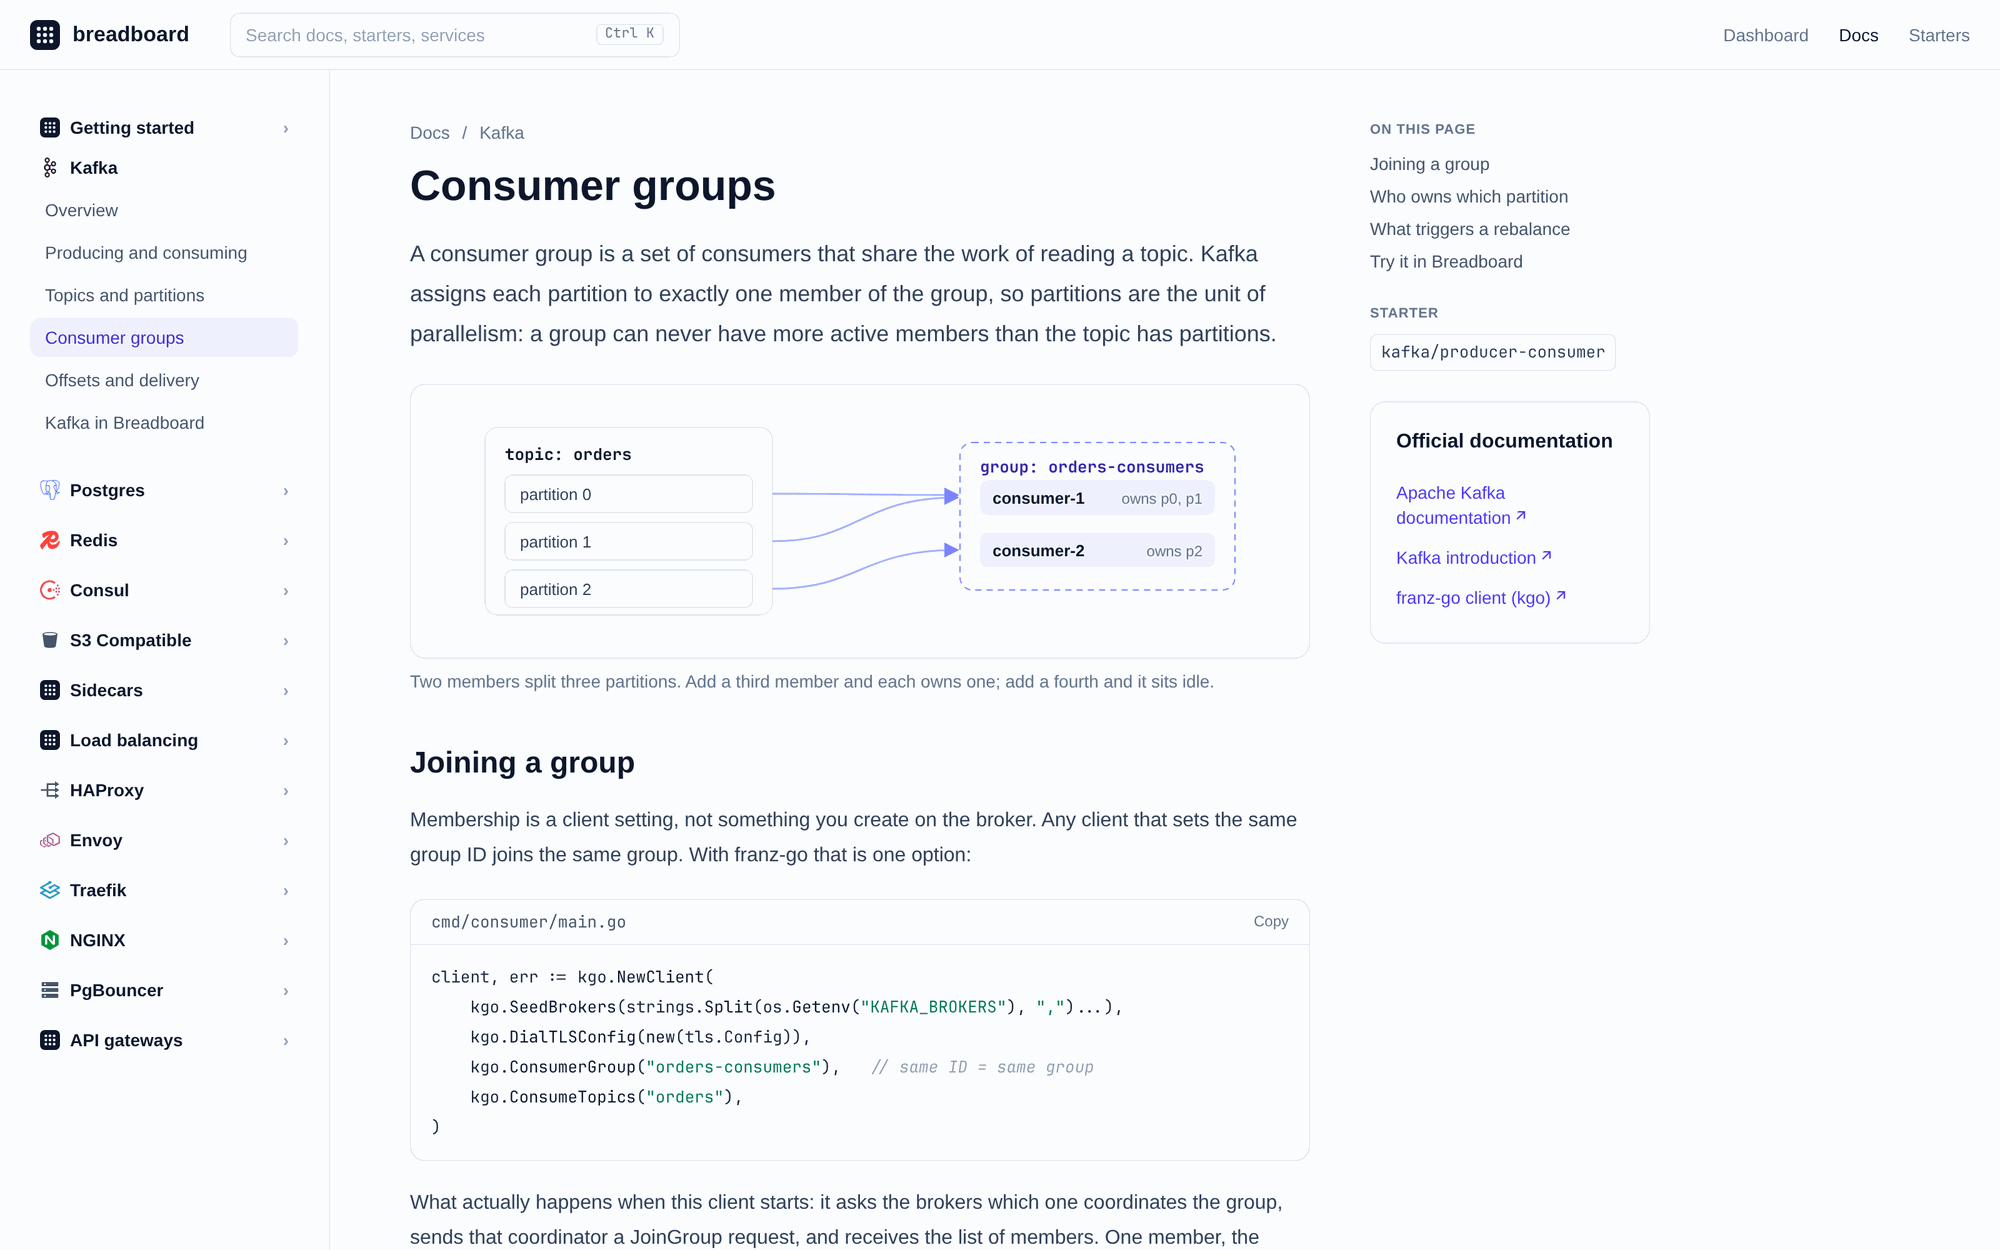 breadboard
Search docs, starters, services
Ctrl K
Dashboard
Docs
Starters
Getting started
Kafka
Overview
Producing and consuming
Topics and partitions
Consumer groups
Offsets and delivery
Kafka in Breadboard
Postgres
Redis
Consul
S3 Compatible
Sidecars
Load balancing
HAProxy
Envoy
Traefik
NGINX
PgBouncer
API gateways
Docs / Kafka
Consumer groups
A consumer group is a set of consumers that share the work of reading a topic. Kafka
assigns each partition to exactly one member of the group, so partitions are the unit of
parallelism: a group can never have more active members than the topic has partitions.
topic: orders
partition 0
partition 1
partition 2
group: orders-consumers
consumer-1 owns p0, p1
consumer-2 owns p2
Two members split three partitions. Add a third member and each owns one; add a fourth and it sits idle.
Joining a group
Membership is a client setting, not something you create on the broker. Any client that sets the same
group ID joins the same group. With franz-go that is one option:
cmd/consumer/main.go
Copy
client, err := kgo.NewClient(
    kgo.SeedBrokers(strings.Split(os.Getenv("KAFKA_BROKERS"), ",")...),
    kgo.DialTLSConfig(new(tls.Config)),
    kgo.ConsumerGroup("orders-consumers"),   // same ID = same group
    kgo.ConsumeTopics("orders"),
)
What actually happens when this client starts: it asks the brokers which one coordinates the group,
sends that coordinator a JoinGroup request, and receives the list of members. One member, the
ON THIS PAGE
Joining a group
Who owns which partition
What triggers a rebalance
Try it in Breadboard
STARTER
kafka/producer-consumer
Official documentation
Apache Kafka
documentation
Kafka introduction
franz-go client (kgo)